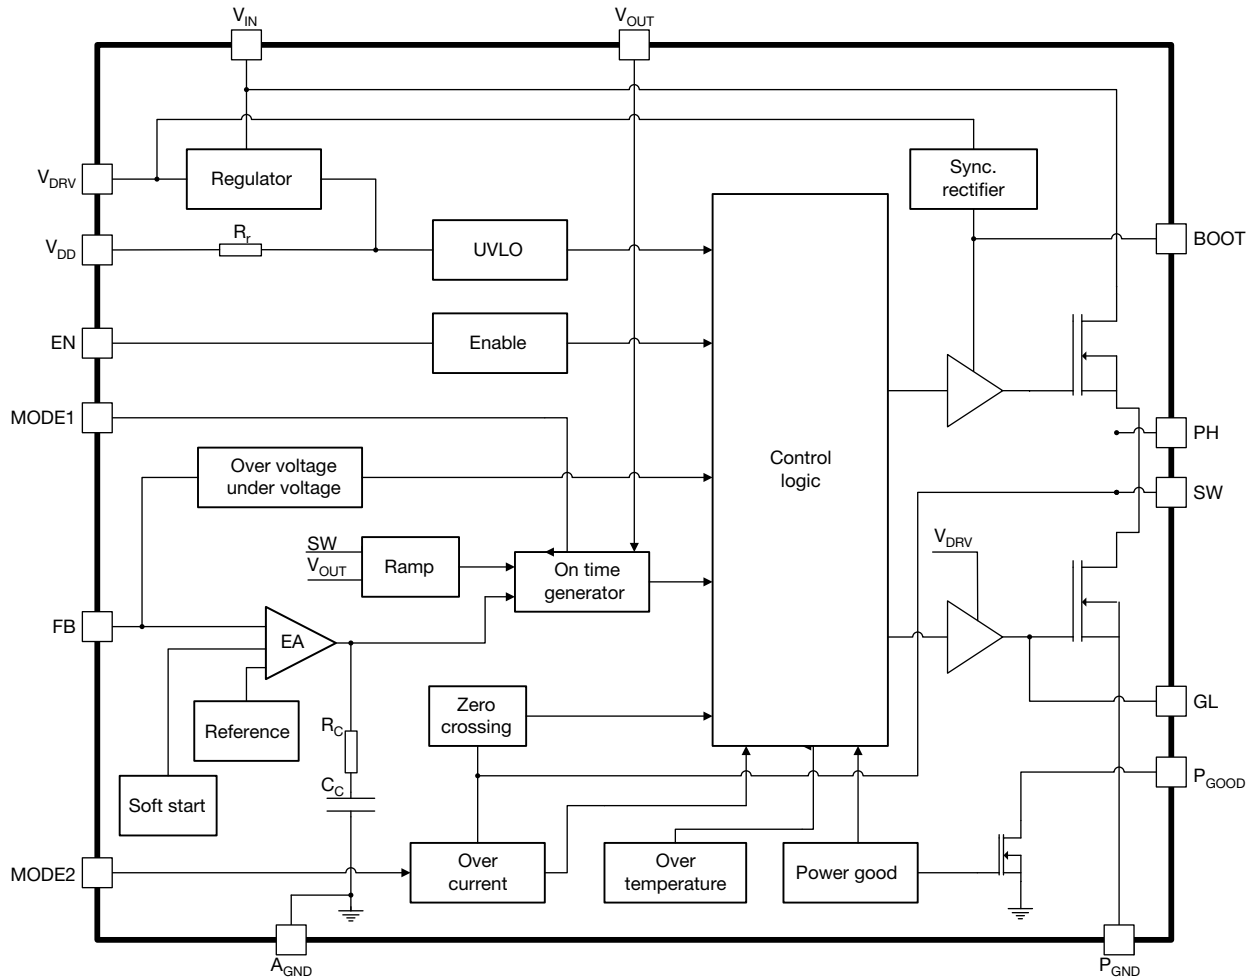 VIN
VOUT
VDRV
Regulator
Sync.
rectifier
VDD
Rr
UVLO
BOOT
EN
Enable
MODE1
PH
Over voltage
under voltage
Control
logic
SW
SW
VOUT
Ramp
On time
generator
VDRV
FB
EA
Reference
RC
Zero
crossing
GL
Soft start
CC
PGOOD
MODE2
Over
current
Over
temperature
Power good
AGND
PGND